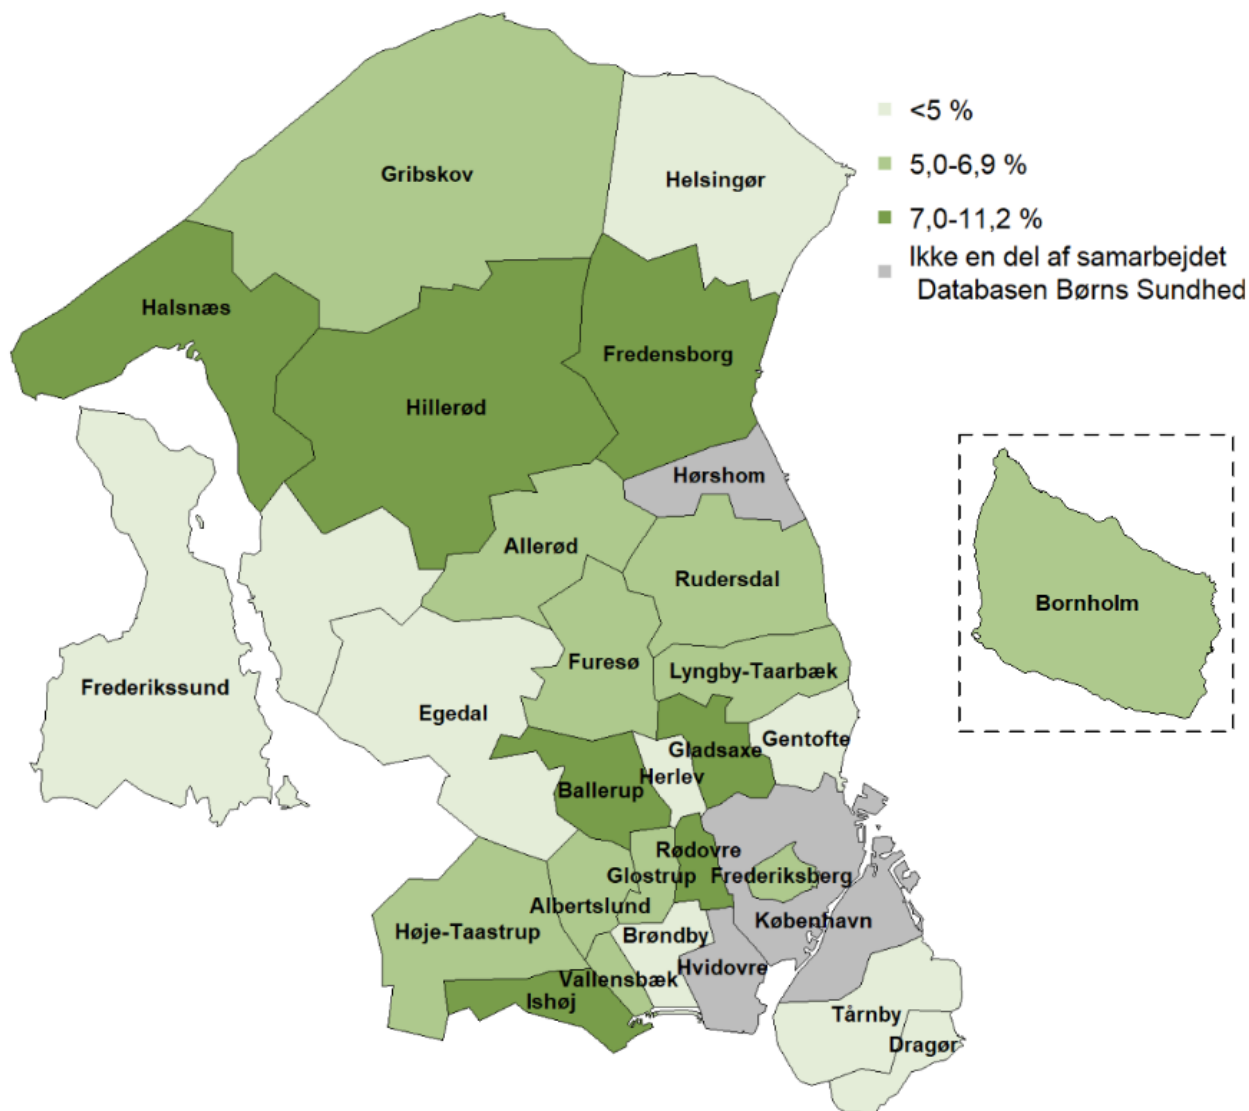 <5 %
5,0-6,9 %
7,0-11,2 %
Ikke en del af samarbejdet
Databasen Børns Sundhed
Gribskov
Helsingør
Halsnæs
Fredensborg
Hillerød
Hørshom
Allerød
Rudersdal
Bornholm
Furesø
Lyngby-Taarbæk
Frederikssund
Egedal
Gentofte
Gladsaxe
Herlev
Ballerup
Rødovre
Glostrup
Frederiksberg
Albertslund
København
Høje-Taastrup
Brøndby
Hvidovre
Vallensbæk
Ishøj
Tårnby
Dragør